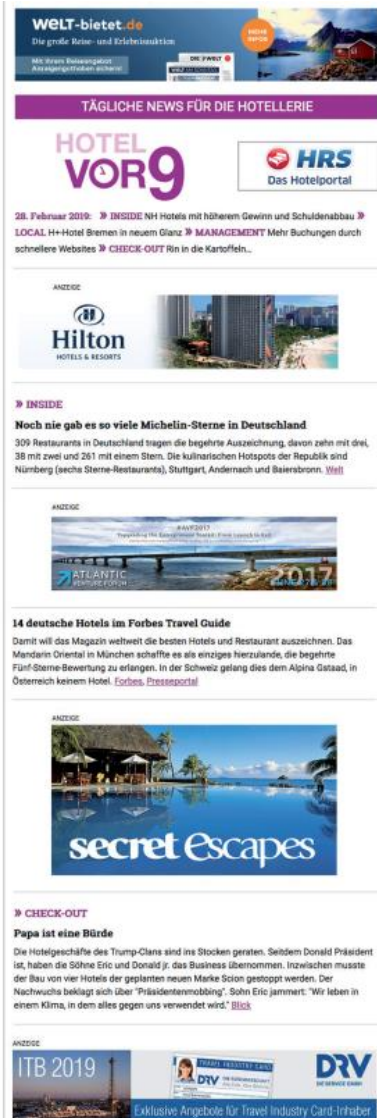 WELT-bietet.de
Die große Reise- und Erlebnisauktion
MEHR
INFOS
Mit Ihrem Reiseangebot
Anzeigenguthaben sichern!
DIE WELT
TÄGLICHE NEWS FÜR DIE HOTELLERIE
HOTEL
VOR9
HRS
Das Hotelportal
28. Februar 2019: » INSIDE NH Hotels mit höherem Gewinn und Schuldenabbau »
LOCAL H+-Hotel Bremen in neuem Glanz » MANAGEMENT Mehr Buchungen durch
schnellere Websites » CHECK-OUT Rin in die Kartoffeln...
ANZEIGE
Hilton
HOTELS & RESORTS
» INSIDE
Noch nie gab es so viele Michelin-Sterne in Deutschland
309 Restaurants in Deutschland tragen die begehrte Auszeichnung, davon zehn mit drei,
38 mit zwei und 261 mit einem Stern. Die kulinarischen Hotspots der Republik sind
Nürnberg (sechs Sterne-Restaurants), Stuttgart, Andernach und Baiersbronn. Welt
ANZEIGE
#AVF2017
ATLANTIC
VENTURE FORUM
2017
JUNE 27 & 28
14 deutsche Hotels im Forbes Travel Guide
Damit will das Magazin weltweit die besten Hotels und Restaurant auszeichnen. Das
Mandarin Oriental in München schaffte es als einziges hierzulande, die begehrte
Fünf-Sterne-Bewertung zu erlangen. In der Schweiz gelang dies dem Alpina Gstaad, in
Österreich keinem Hotel. Forbes, Presseportal
ANZEIGE
secret escapes
» CHECK-OUT
Papa ist eine Bürde
Die Hotelgeschäfte des Trump-Clans sind ins Stocken geraten. Seitdem Donald Präsident
ist, haben die Söhne Eric und Donald jr. das Business übernommen. Inzwischen musste
der Bau von vier Hotels der geplanten neuen Marke Scion gestoppt werden. Der
Nachwuchs beklagt sich über "Präsidentenmobbing". Sohn Eric jammert: "Wir leben in
einem Klima, in dem alles gegen uns verwendet wird." Blick
ANZEIGE
ITB 2019
TRAVEL INDUSTRY CARD
DRV
DRV
DIE SERVICE GMBH
Exklusive Angebote für Travel Industry Card-Inhaber